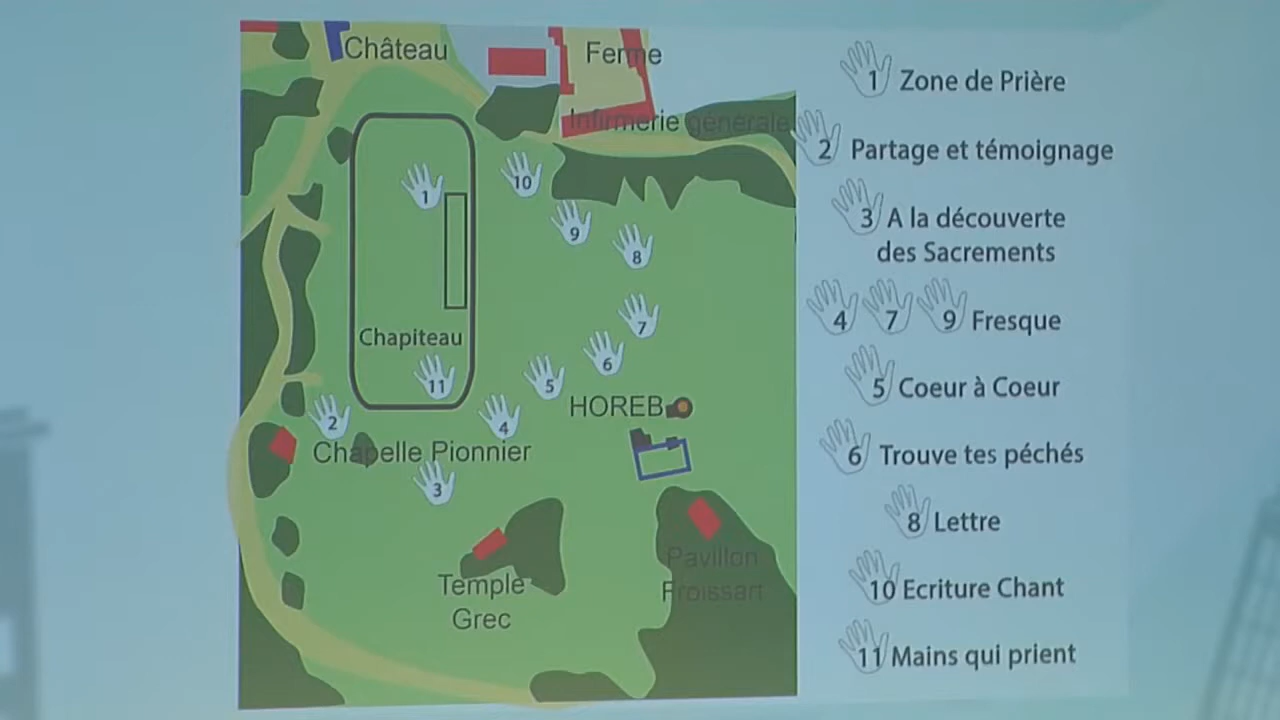 Château
Ferme
Infirmerie générale
1
10
9
8
7
Chapiteau
6
11
5
2
4
HOREB
Chapelle Pionnier
3
Temple
Grec
Pavillon
Froissart
1 Zone de Prière
2 Partage et témoignage
3 A la découverte
des Sacrements
4 7 9 Fresque
5 Coeur à Coeur
6 Trouve tes péchés
8 Lettre
10 Ecriture Chant
11 Mains qui prient